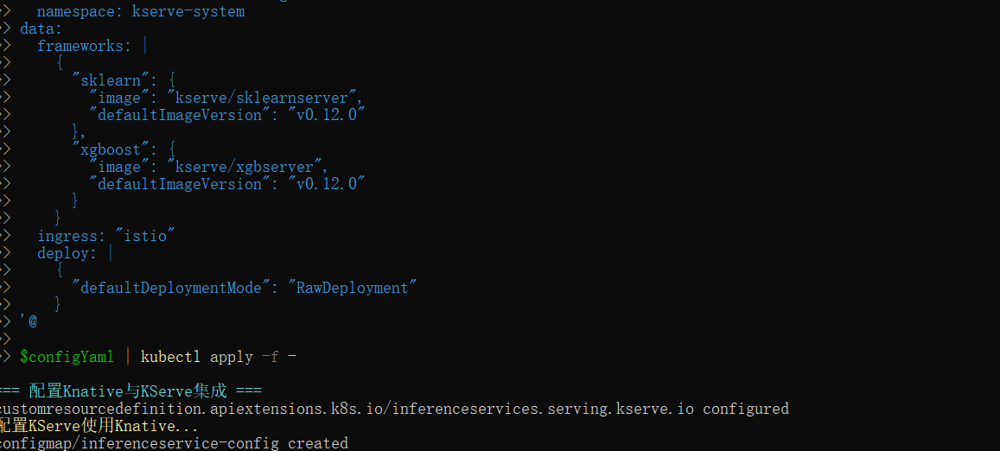 >> namespace: kserve-system
>> data:
>> frameworks: |
>> {
>> "sklearn": {
>> "image": "kserve/sklearnserver",
>> "defaultImageVersion": "v0.12.0"
>> },
>> "xgboost": {
>> "image": "kserve/xgbserver",
>> "defaultImageVersion": "v0.12.0"
>> }
>> }
>> ingress: "istio"
>> deploy: |
>> {
>> "defaultDeploymentMode": "RawDeployment"
>> }
>> '@
>>
>> $configYaml | kubectl apply -f -
=== 配置Knative与KServe集成 ===
customresourcedefinition.apiextensions.k8s.io/inferenceservices.serving.kserve.io configured
配置KServe使用Knative...
configmap/inferenceservice-config created